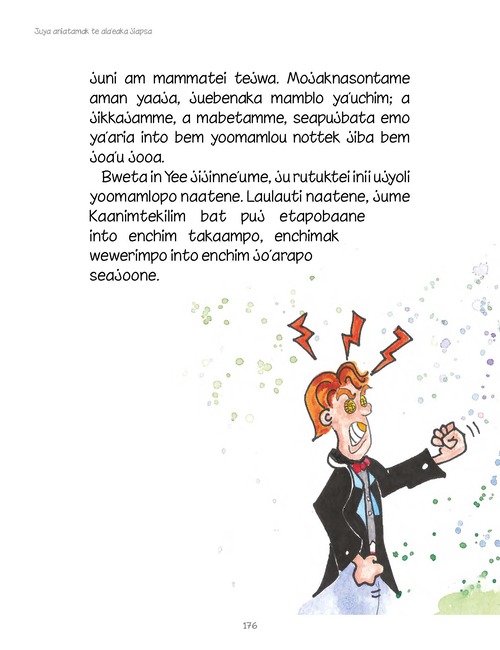 Juya aníatamak te ala'eaka Jiapsa
juni am mammatei tejwa. Mojaknasontame
aman yaaja, juebenaka mamblo ya'uchim; a
jikkajamme, a mabetamme, seapujbata emo
ya'aria into bem yoomamlou nottek jiba bem
joa'u jooa.
Bweta in Yee jijinne'ume, ju rutuktei inii ujyoli
yoomamlopo naatene. Laulauti naatene, jume
Kaanimtekilim bat puj etapobaane
into enchim takaampo, enchimak
wewerimpo into enchim jo'arapo
seajoone.
176